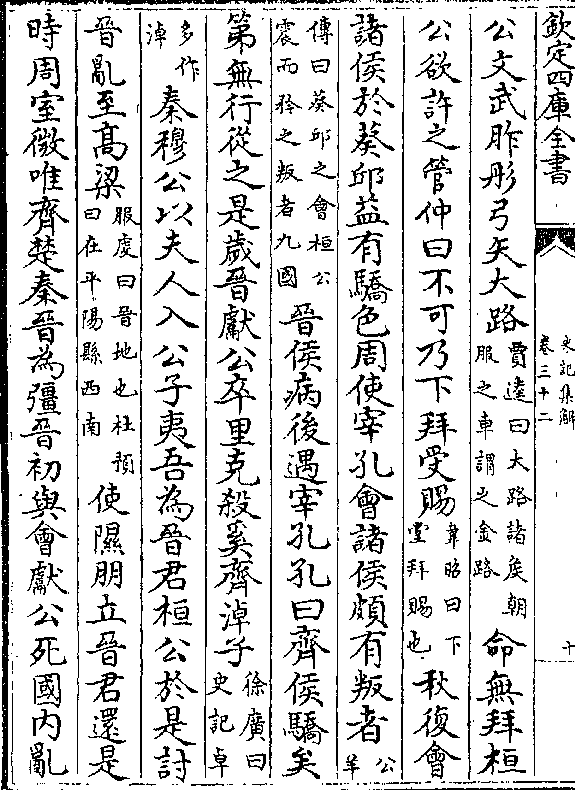 欽定四庫全書
史記集解
卷三十二
十
公文武胙彤弓矢大路賈逵曰大路諸侯朝服之車謂之金路命無拜桓
公欲許之管仲曰不可乃下拜受賜韋昭曰下堂拜賜也秋復會
諸侯於葵邱益有驕色周使宰孔會諸侯頗有叛者公羊
傳曰葵邱之會桓公震而矜之叛者九國晉侯病後遇宰孔孔曰齊侯驕矣
第無行從之是歲晉獻公卒里克殺奚齊淖子徐廣曰史記卓
多作淖秦穆公以夫人入公子夷吾為晉君桓公於是討
晉亂至髙梁服虔曰晉地也杜預曰在平陽縣西南使隰朋立晉君還是
時周室微唯齊楚秦晉為彊晉初與會獻公死國内亂